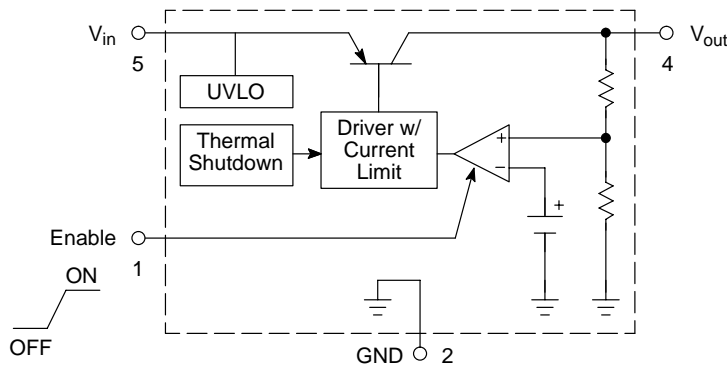 Vin
5
Vout
4
UVLO
Thermal
Shutdown
Driver w/
Current
Limit
+
−
+
Enable
1
ON
OFF
GND
2